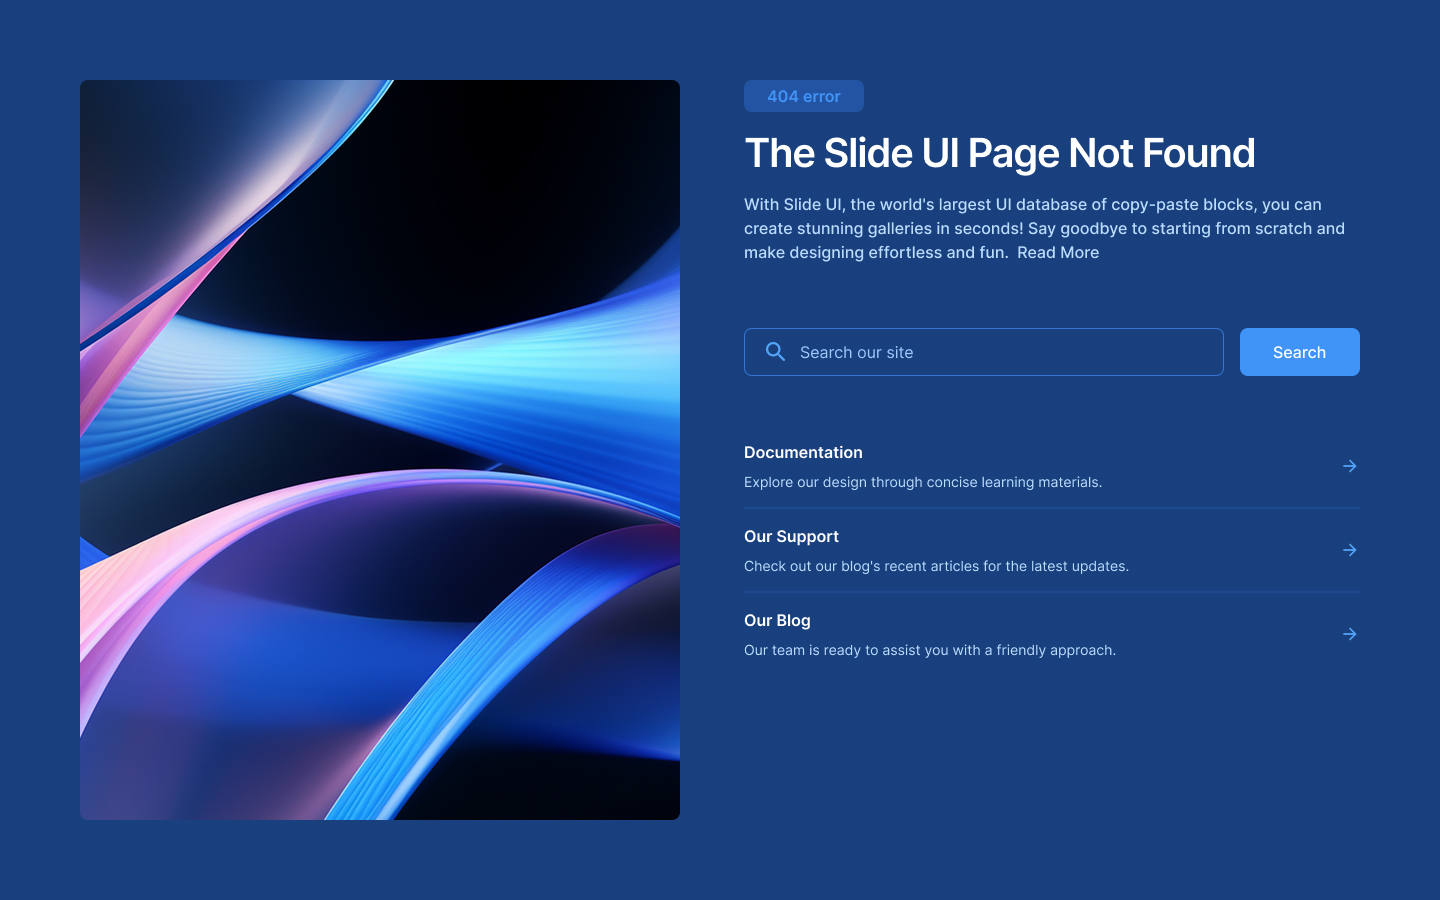 404 error
The Slide UI Page Not Found
With Slide UI, the world's largest UI database of copy-paste blocks, you can
create stunning galleries in seconds! Say goodbye to starting from scratch and
make designing effortless and fun.  Read More
Search our site
Search
Documentation
Explore our design through concise learning materials.
Our Support
Check out our blog's recent articles for the latest updates.
Our Blog
Our team is ready to assist you with a friendly approach.